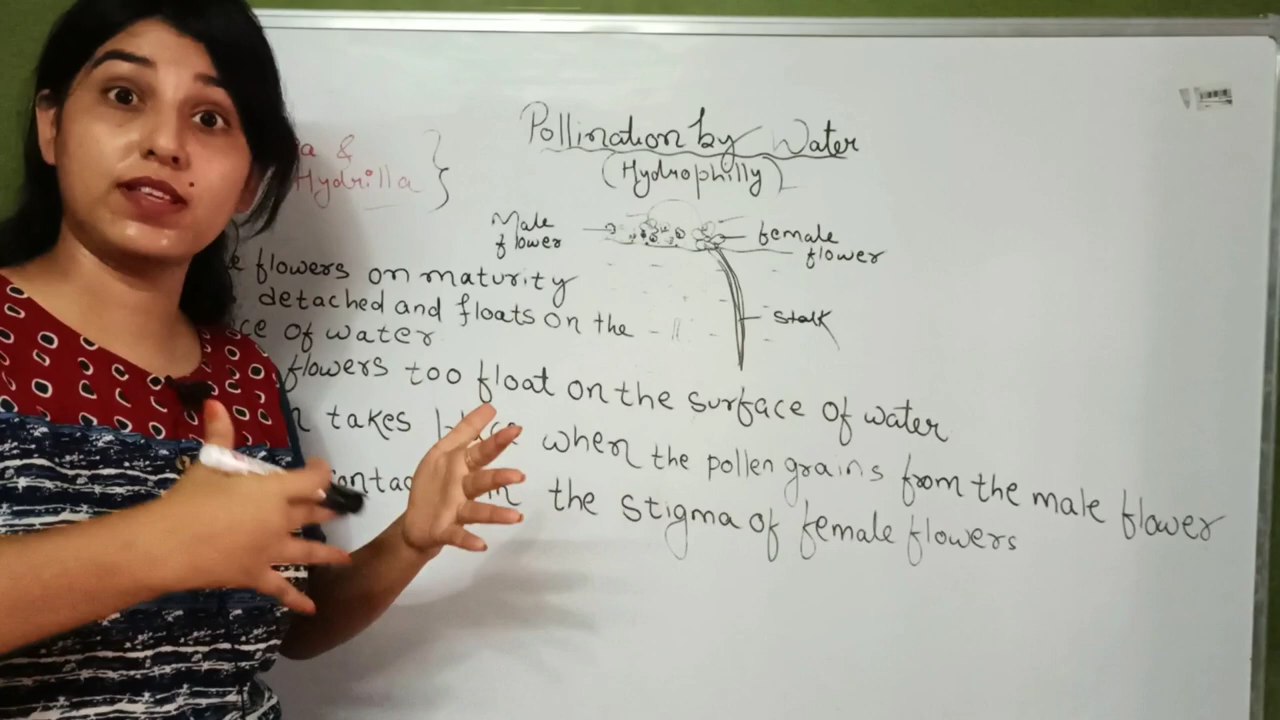 Pollination by Water
(Hydrophilly)
a &
Hydrilla
Male
flower
female
flower
stalk
flowers on maturity
detached and floats on the
of water
flowers too float on the surface of water
takes when the pollen grains from the male flower
the stigma of female flowers